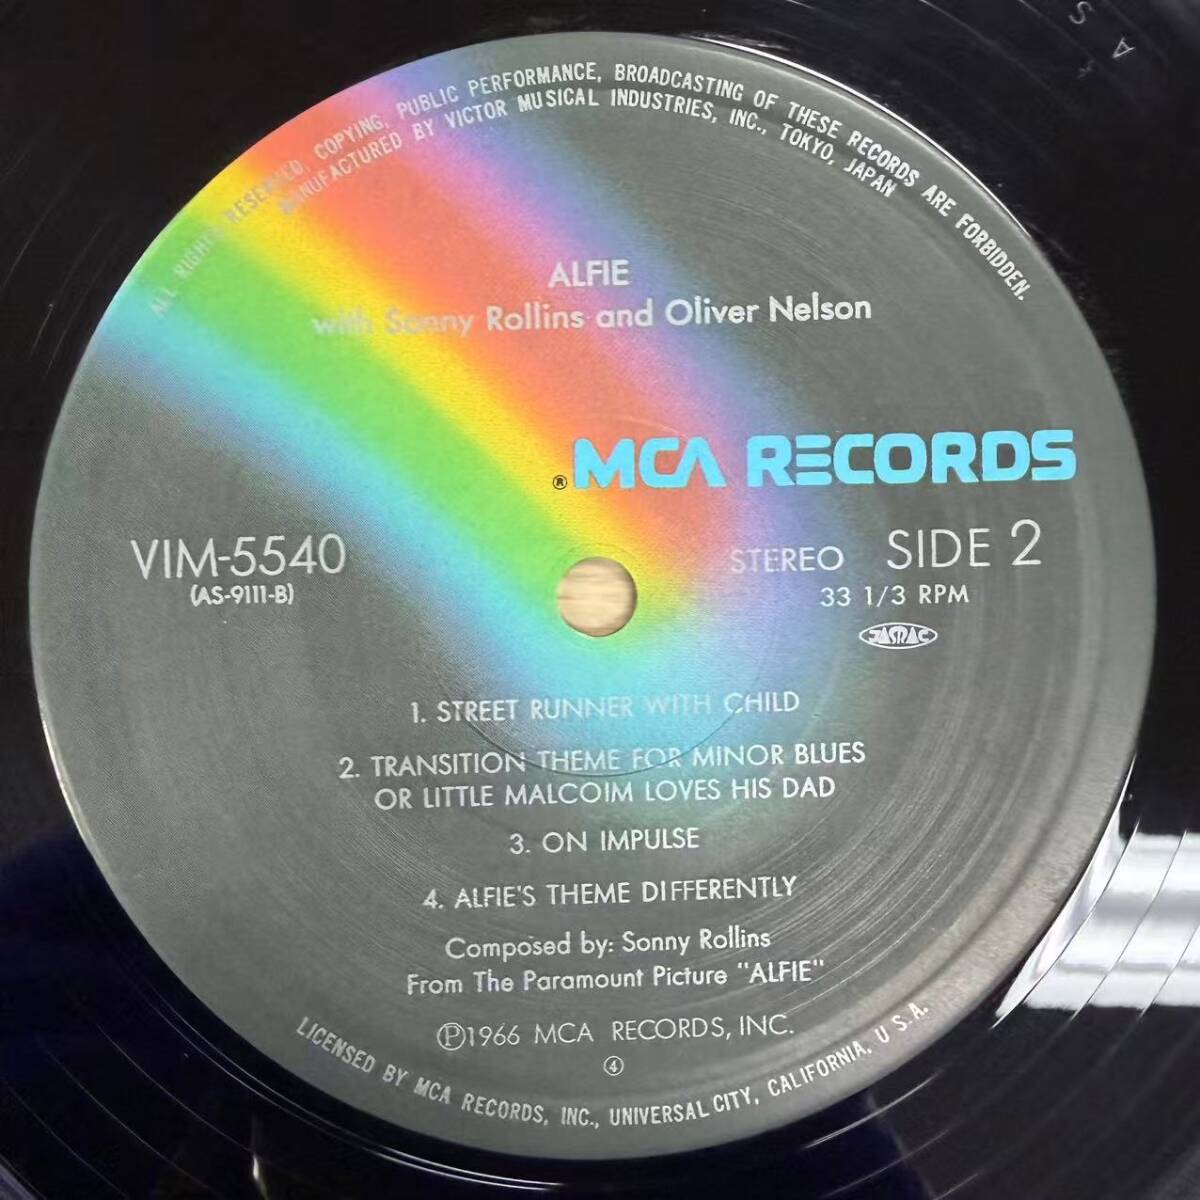 ALL RIGHTS RESERVED. COPYING, PUBLIC PERFORMANCE, BROADCASTING OF THESE RECORDS ARE FORBIDDEN.
MANUFACTURED BY VICTOR MUSICAL INDUSTRIES, INC., TOKYO, JAPAN
ALFIE
with Sonny Rollins and Oliver Nelson
® MCA RECORDS
VIM-5540
(AS-9111-B)
STEREO SIDE 2
33 1/3 RPM
JASRAC
1. STREET RUNNER WITH CHILD
2. TRANSITION THEME FOR MINOR BLUES
OR LITTLE MALCOIM LOVES HIS DAD
3. ON IMPULSE
4. ALFIE'S THEME DIFFERENTLY
Composed by: Sonny Rollins
From The Paramount Picture "ALFIE"
Ⓟ1966 MCA RECORDS, INC.
④
LICENSED BY MCA RECORDS, INC., UNIVERSAL CITY, CALIFORNIA, U.S.A.